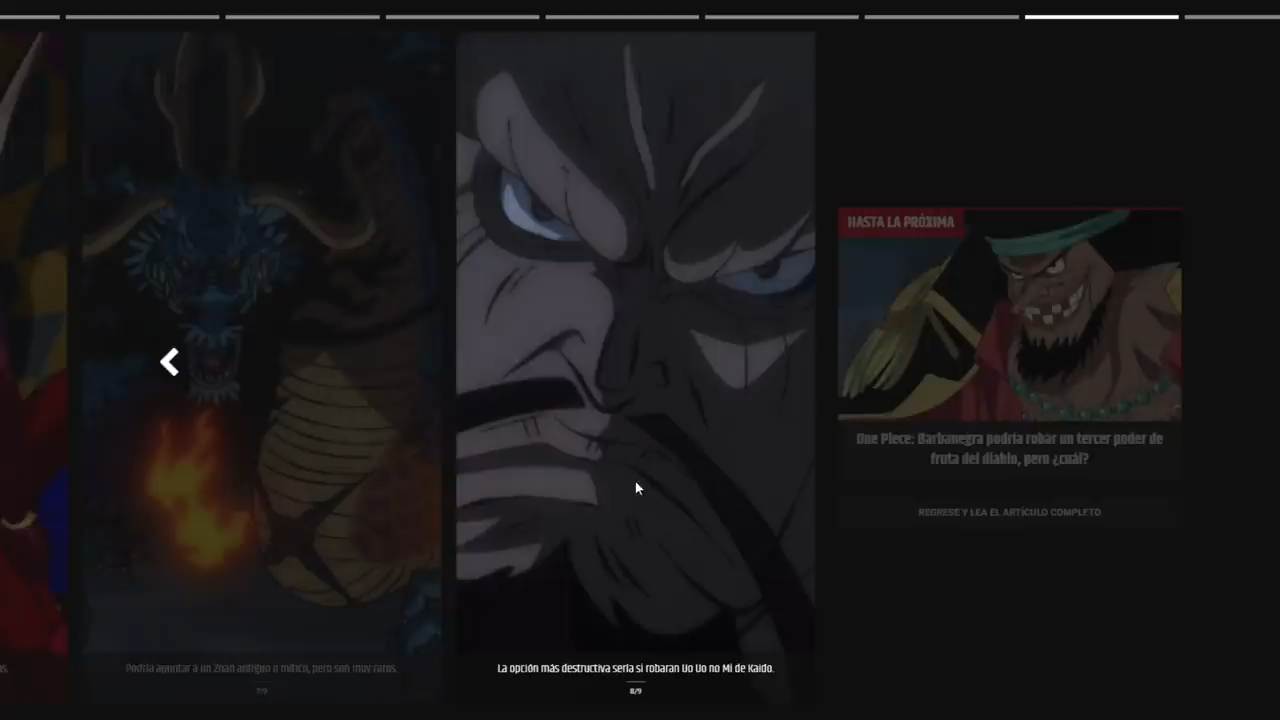 HASTA LA PRÓXIMA
One Piece: Barbanegra podría robar un tercer poder de
fruta del diablo, pero ¿cuál?
REGRESE Y LEA EL ARTÍCULO COMPLETO
s.
Podría apuntar a un Zoan antiguo o mítico, pero son muy raros.
7/9
La opción más destructiva sería si robaran Uo Uo no Mi de Kaido.
8/9